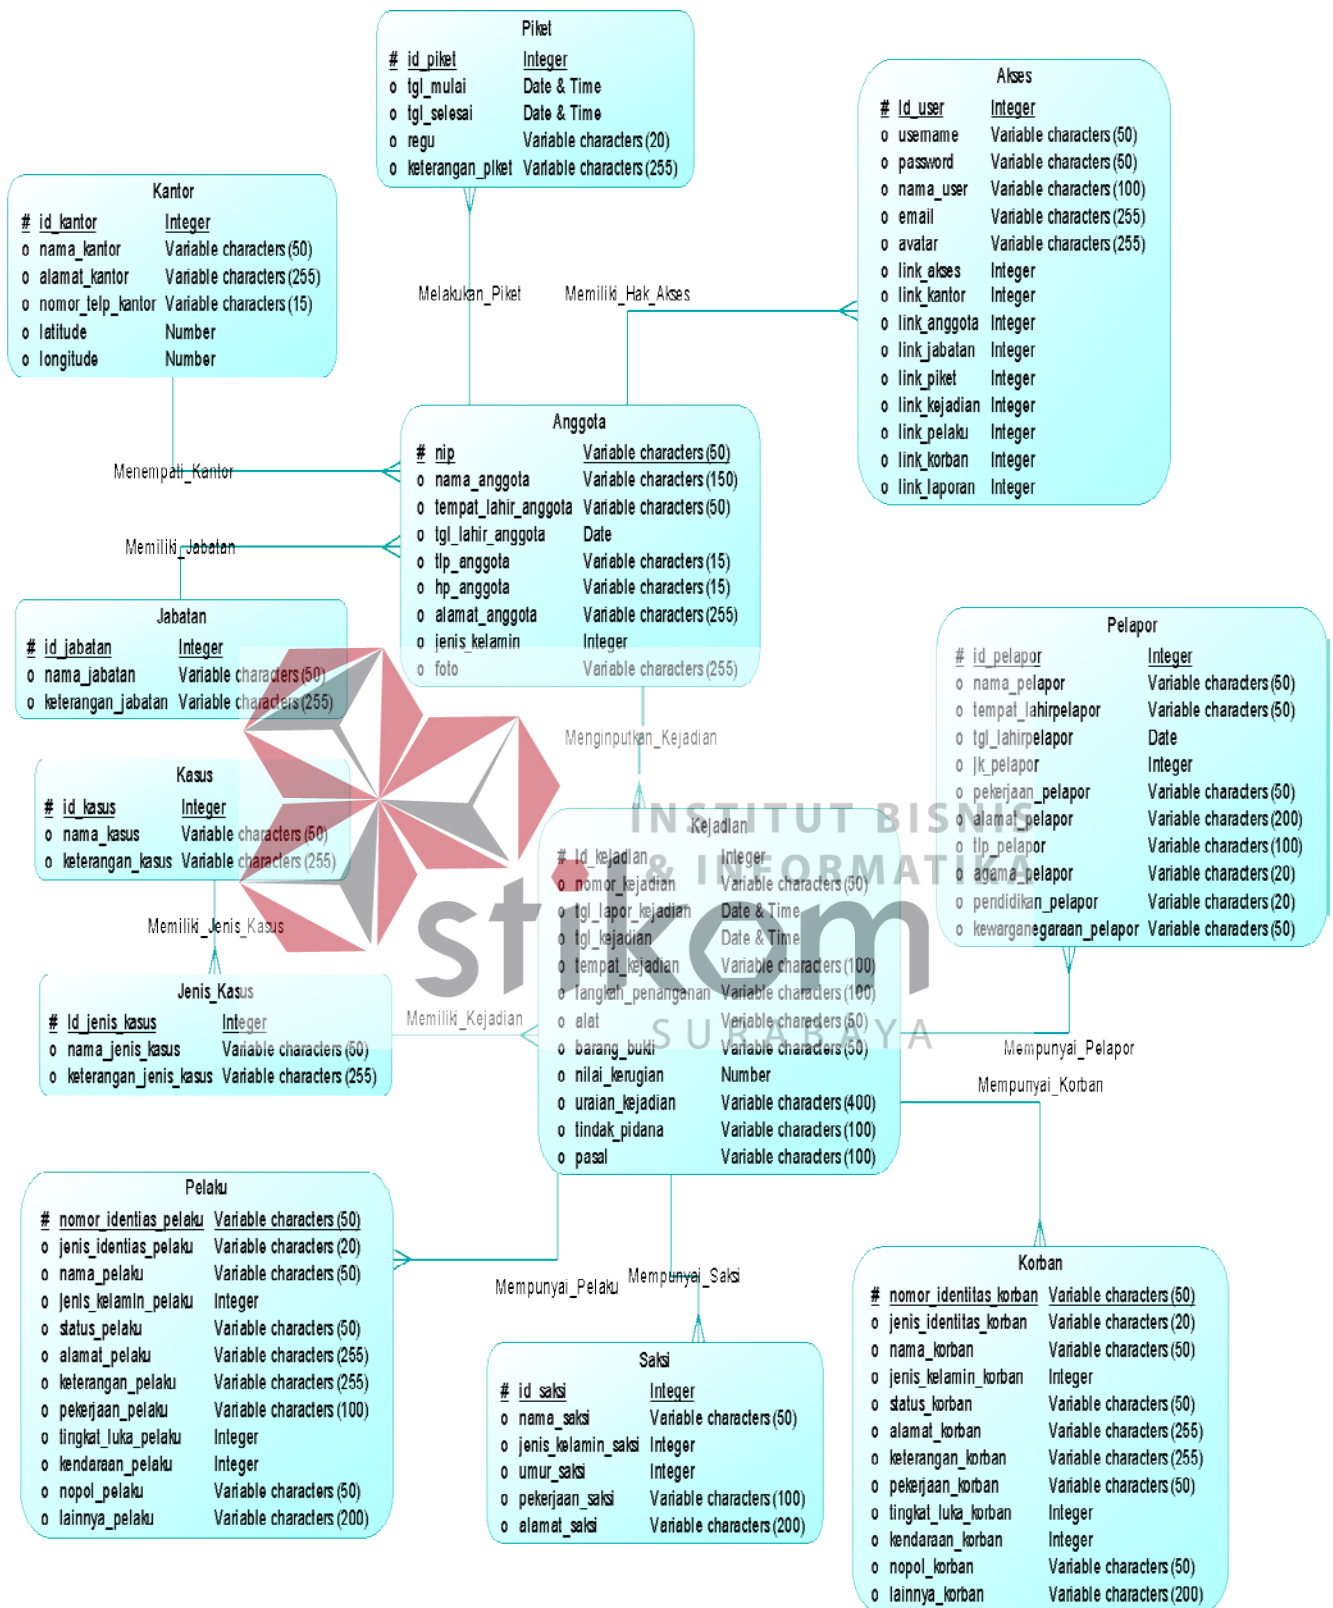 Piket
# id_piket Integer
o tgl_mulai Date & Time
o tgl_selesai Date & Time
o regu Variable characters (20)
o keterangan_piket Variable characters (255)
Akses
# Id_user Integer
o username Variable characters (50)
o password Variable characters (50)
o nama_user Variable characters (100)
o email Variable characters (255)
o avatar Variable characters (255)
o link_akses Integer
o link_kantor Integer
o link_anggota Integer
o link_jabatan Integer
o link_piket Integer
o link_kejadian Integer
o link_pelaku Integer
o link_korban Integer
o link_laporan Integer
Kantor
# id_kantor Integer
o nama_kantor Variable characters (50)
o alamat_kantor Variable characters (255)
o nomor_telp_kantor Variable characters (15)
o latitude Number
o longitude Number
Melakukan_Piket
Memiliki_Hak_Akses
Menempati_Kantor
Memiliki_Jabatan
Anggota
# nip Variable characters (50)
o nama_anggota Variable characters (150)
o tempat_lahir_anggota Variable characters (50)
o tgl_lahir_anggota Date
o tlp_anggota Variable characters (15)
o hp_anggota Variable characters (15)
o alamat_anggota Variable characters (255)
o jenis_kelamin Integer
o foto Variable characters (255)
Jabatan
# id_jabatan Integer
o nama_jabatan Variable characters (50)
o keterangan_jabatan Variable characters (255)
Pelapor
# id_pelapor Integer
o nama_pelapor Variable characters (50)
o tempat_lahirpelapor Variable characters (50)
o tgl_lahirpelapor Date
o jk_pelapor Integer
o pekerjaan_pelapor Variable characters (50)
o alamat_pelapor Variable characters (200)
o tlp_pelapor Variable characters (100)
o agama_pelapor Variable characters (20)
o pendidikan_pelapor Variable characters (20)
o kewarganegaraan_pelapor Variable characters (50)
Menginputkan_Kejadian
Kasus
# id_kasus Integer
o nama_kasus Variable characters (50)
o keterangan_kasus Variable characters (255)
Memiliki_Jenis_Kasus
INSTITUT BISNIS
& INFORMATIKA
stikom
SURABAYA
Kejadian
# Id_kejadian Integer
o nomor_kejadian Variable characters (50)
o tgl_lapor_kejadian Date & Time
o tgl_kejadian Date & Time
o tempat_kejadian Variable characters (100)
o langkah_penanganan Variable characters (100)
o alat Variable characters (50)
o barang_bukti Variable characters (50)
o nilai_kerugian Number
o uraian_kejadian Variable characters (400)
o tindak_pidana Variable characters (100)
o pasal Variable characters (100)
Jenis_Kasus
# Id_jenis_kasus Integer
o nama_jenis_kasus Variable characters (50)
o keterangan_jenis_kasus Variable characters (255)
Memiliki_Kejadian
Mempunyai_Pelapor
Mempunyai_Korban
Pelaku
# nomor_identias_pelaku Variable characters (50)
o jenis_identias_pelaku Variable characters (20)
o nama_pelaku Variable characters (50)
o jenis_kelamin_pelaku Integer
o status_pelaku Variable characters (50)
o alamat_pelaku Variable characters (255)
o keterangan_pelaku Variable characters (255)
o pekerjaan_pelaku Variable characters (100)
o tingkat_luka_pelaku Integer
o kendaraan_pelaku Integer
o nopol_pelaku Variable characters (50)
o lainnya_pelaku Variable characters (200)
Mempunyai_Pelaku
Mempunyai_Saksi
Saksi
# id_saksi Integer
o nama_saksi Variable characters (50)
o jenis_kelamin_saksi Integer
o umur_saksi Integer
o pekerjaan_saksi Variable characters (100)
o alamat_saksi Variable characters (200)
Korban
# nomor_identitas_korban Variable characters (50)
o jenis_identitas_korban Variable characters (20)
o nama_korban Variable characters (50)
o jenis_kelamin_korban Integer
o status_korban Variable characters (50)
o alamat_korban Variable characters (255)
o keterangan_korban Variable characters (255)
o pekerjaan_korban Variable characters (50)
o tingkat_luka_korban Integer
o kendaraan_korban Integer
o nopol_korban Variable characters (50)
o lainnya_korban Variable characters (200)